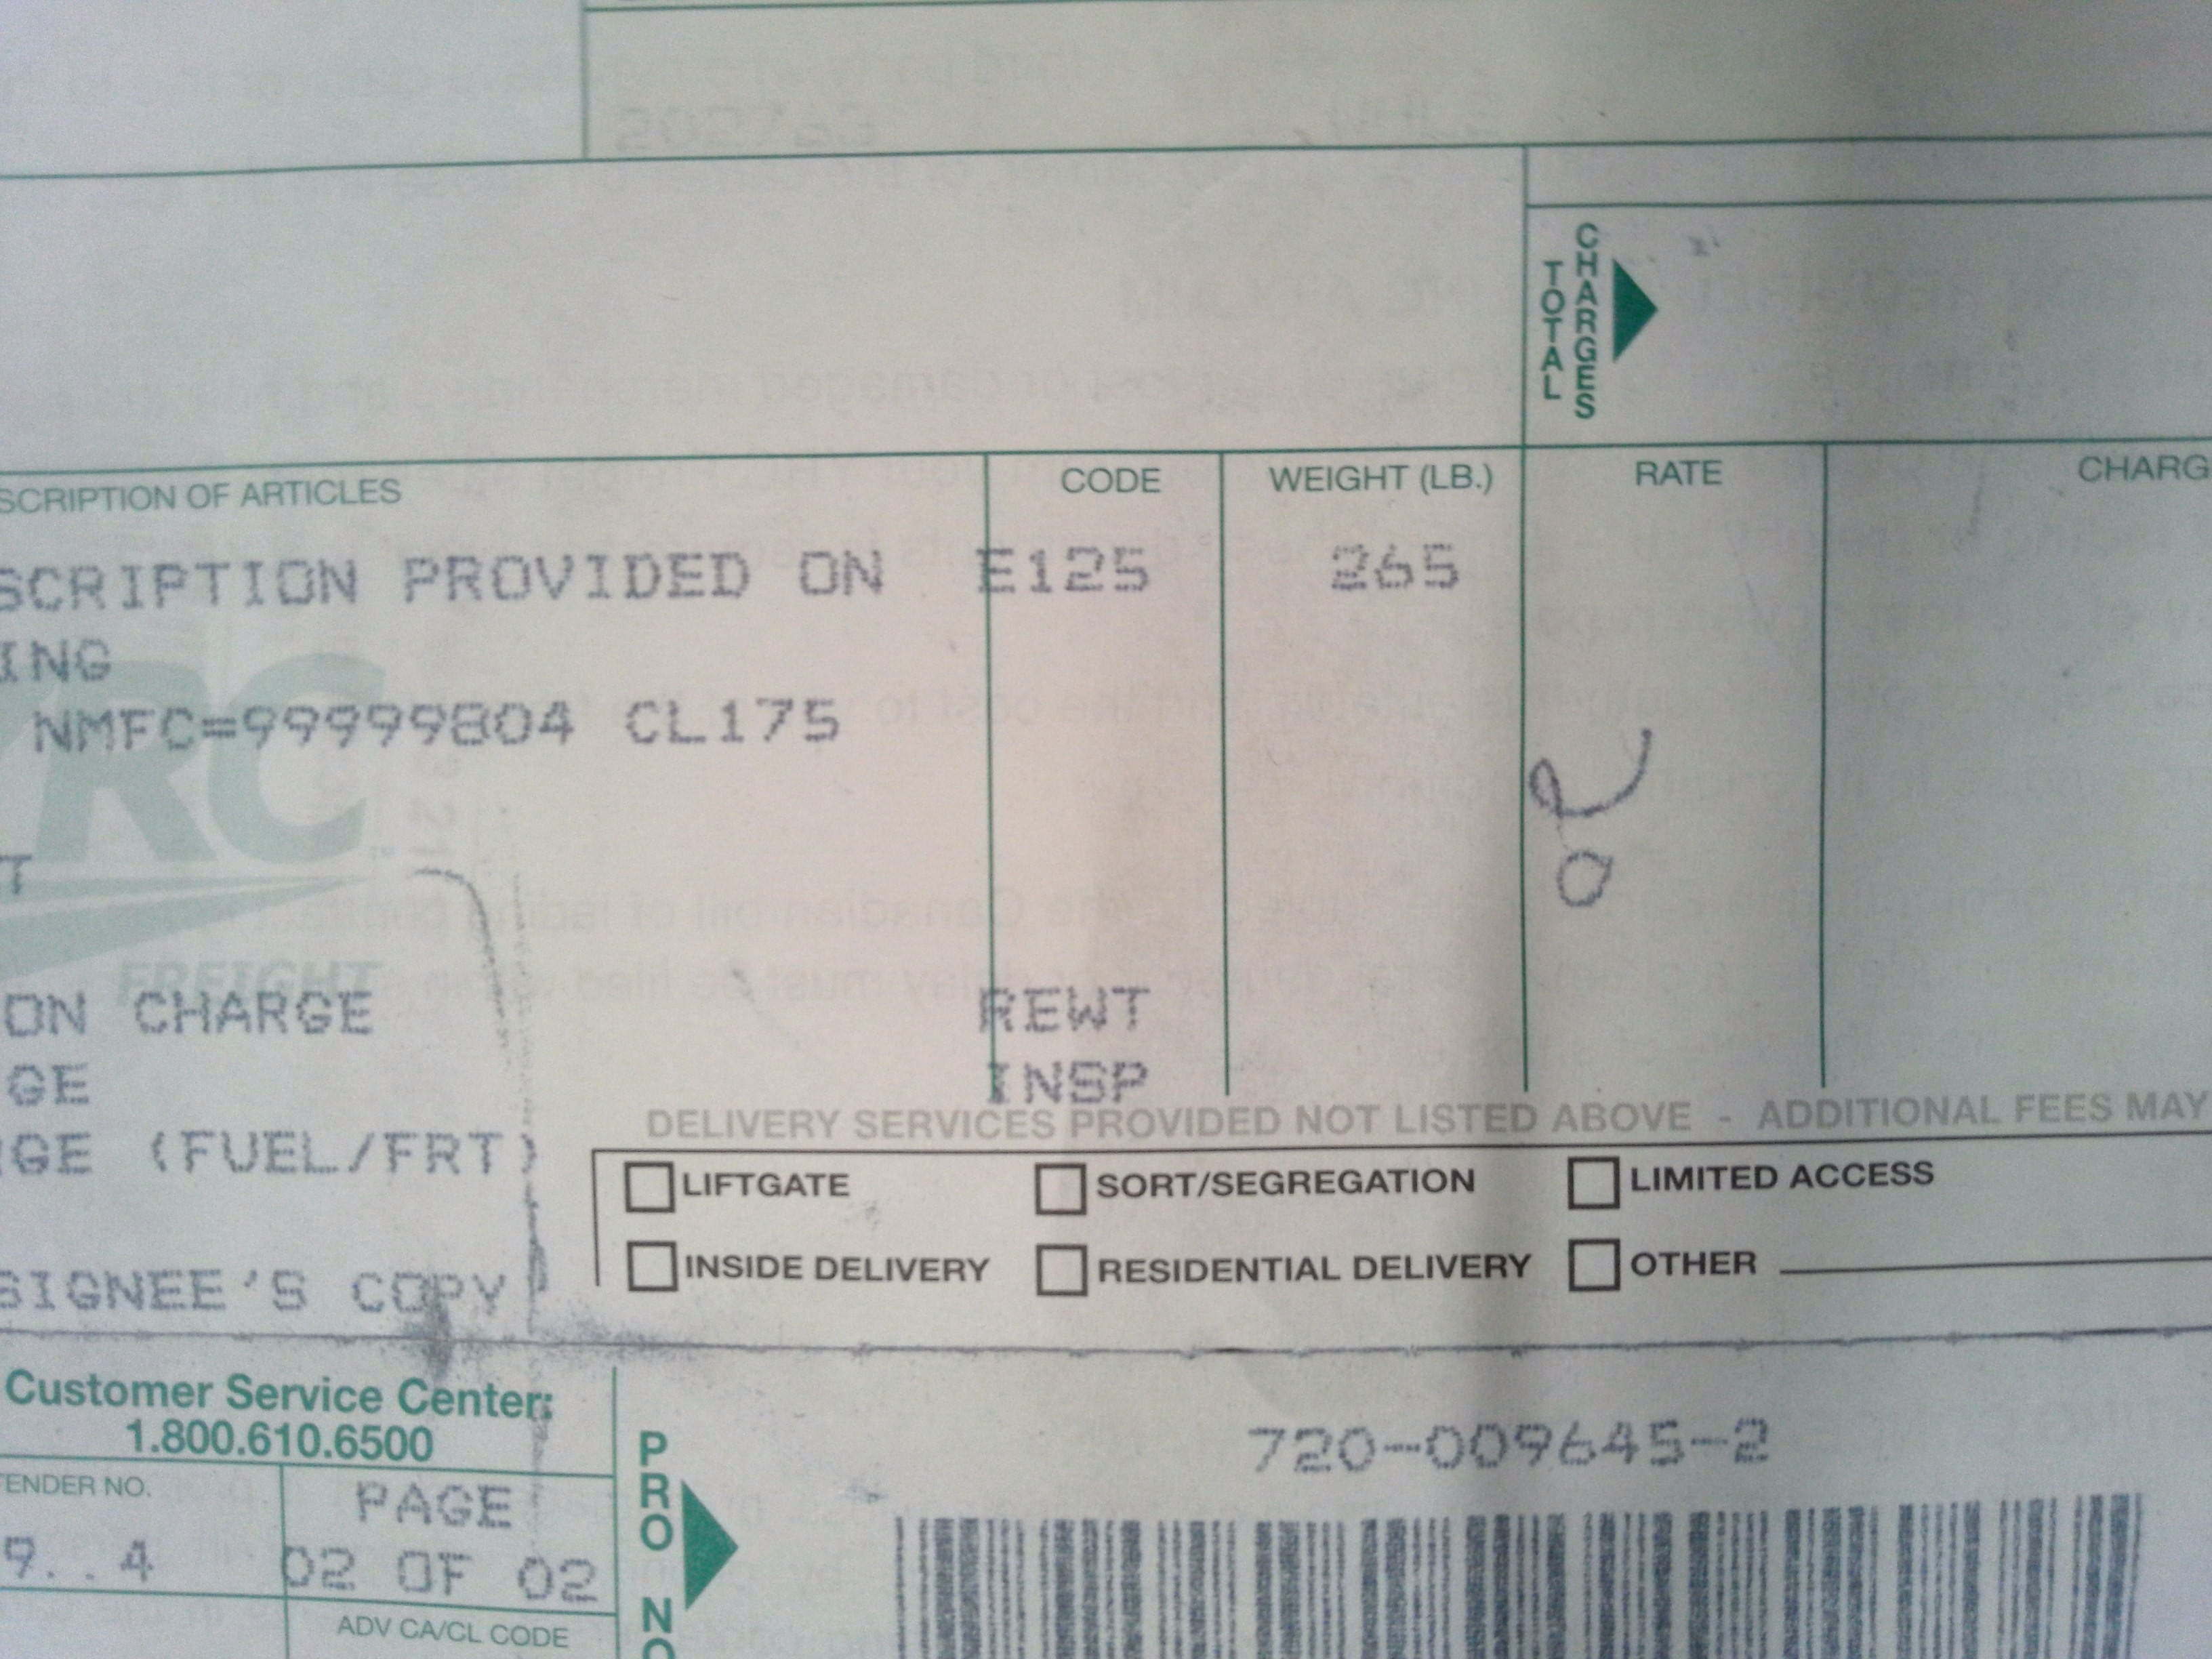 TOTAL CHARGES
SCRIPTION OF ARTICLES CODE WEIGHT (LB.) RATE CHARG
SCRIPTION PROVIDED ON E125 265
ING
NMFC=99999804 CL175
RC
T
FREIGHT
ON CHARGE REWT
GE INSP
DELIVERY SERVICES PROVIDED NOT LISTED ABOVE - ADDITIONAL FEES MAY
GE (FUEL/FRT)
LIFTGATE SORT/SEGREGATION LIMITED ACCESS
INSIDE DELIVERY RESIDENTIAL DELIVERY OTHER
SIGNEE'S COPY
Customer Service Center:
1.800.610.6500
720-009645-2
PRO NO
ENDER NO. PAGE
9. . 4 02 OF 02
ADV CA/CL CODE